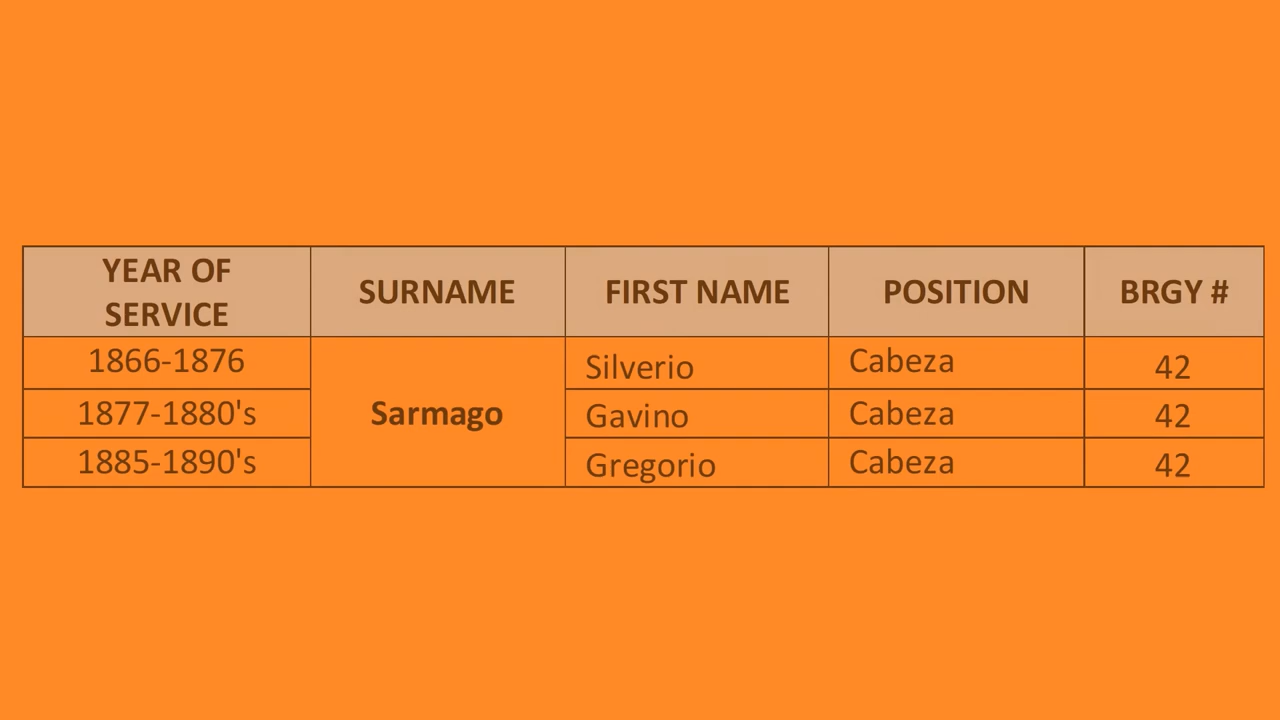 YEAR OF SERVICE SURNAME FIRST NAME POSITION BRGY #
1866-1876 Silverio Cabeza 42
1877-1880's Sarmago Gavino Cabeza 42
1885-1890's Gregorio Cabeza 42